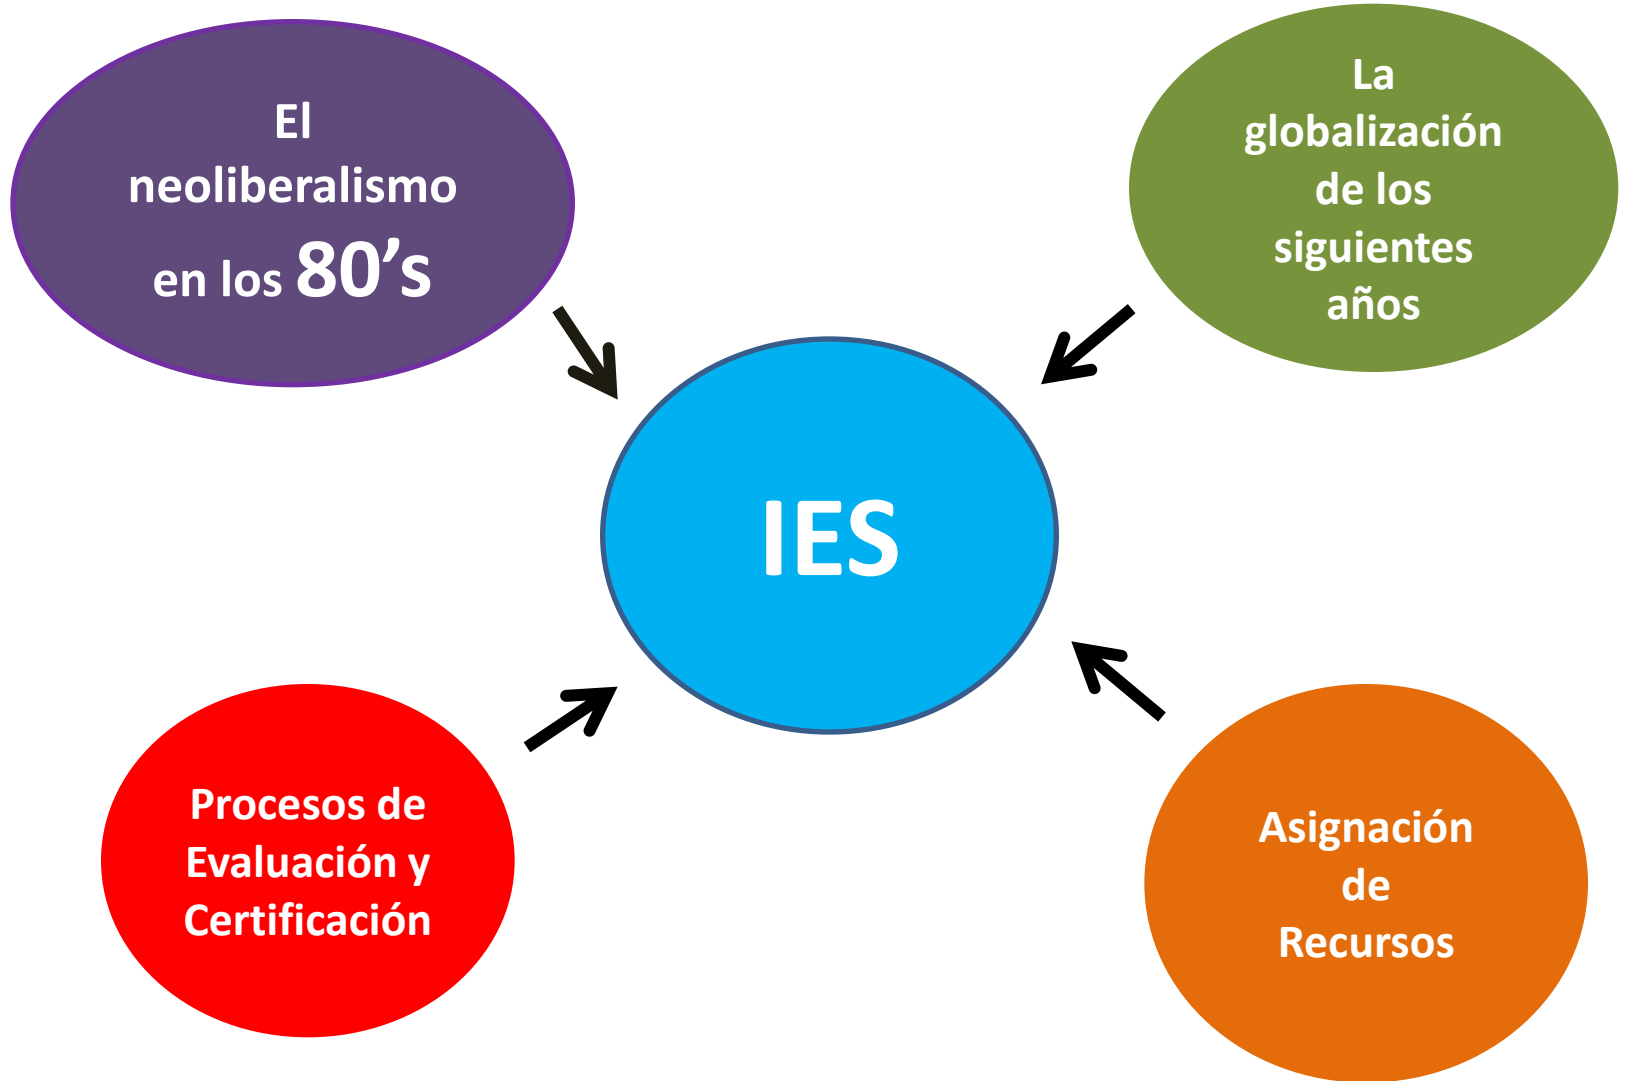 El
neoliberalismo
en los 80’s
La
globalización
de los
siguientes
años
IES
Procesos de
Evaluación y
Certificación
Asignación
de
Recursos